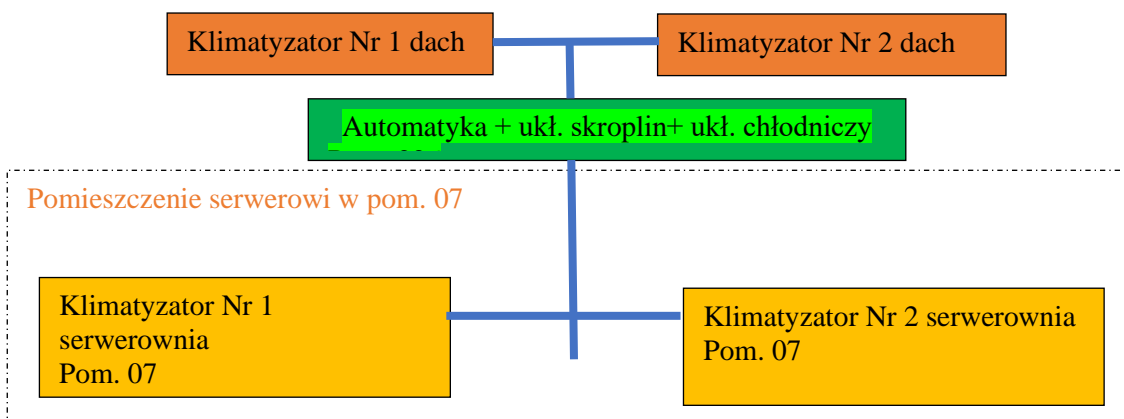 Klimatyzator Nr 1 dach
Klimatyzator Nr 2 dach
Automatyka + ukł. skroplin+ ukł. chłodniczy
Pomieszczenie serwerowi w pom. 07
Klimatyzator Nr 1
serwerownia
Pom. 07
Klimatyzator Nr 2 serwerownia
Pom. 07